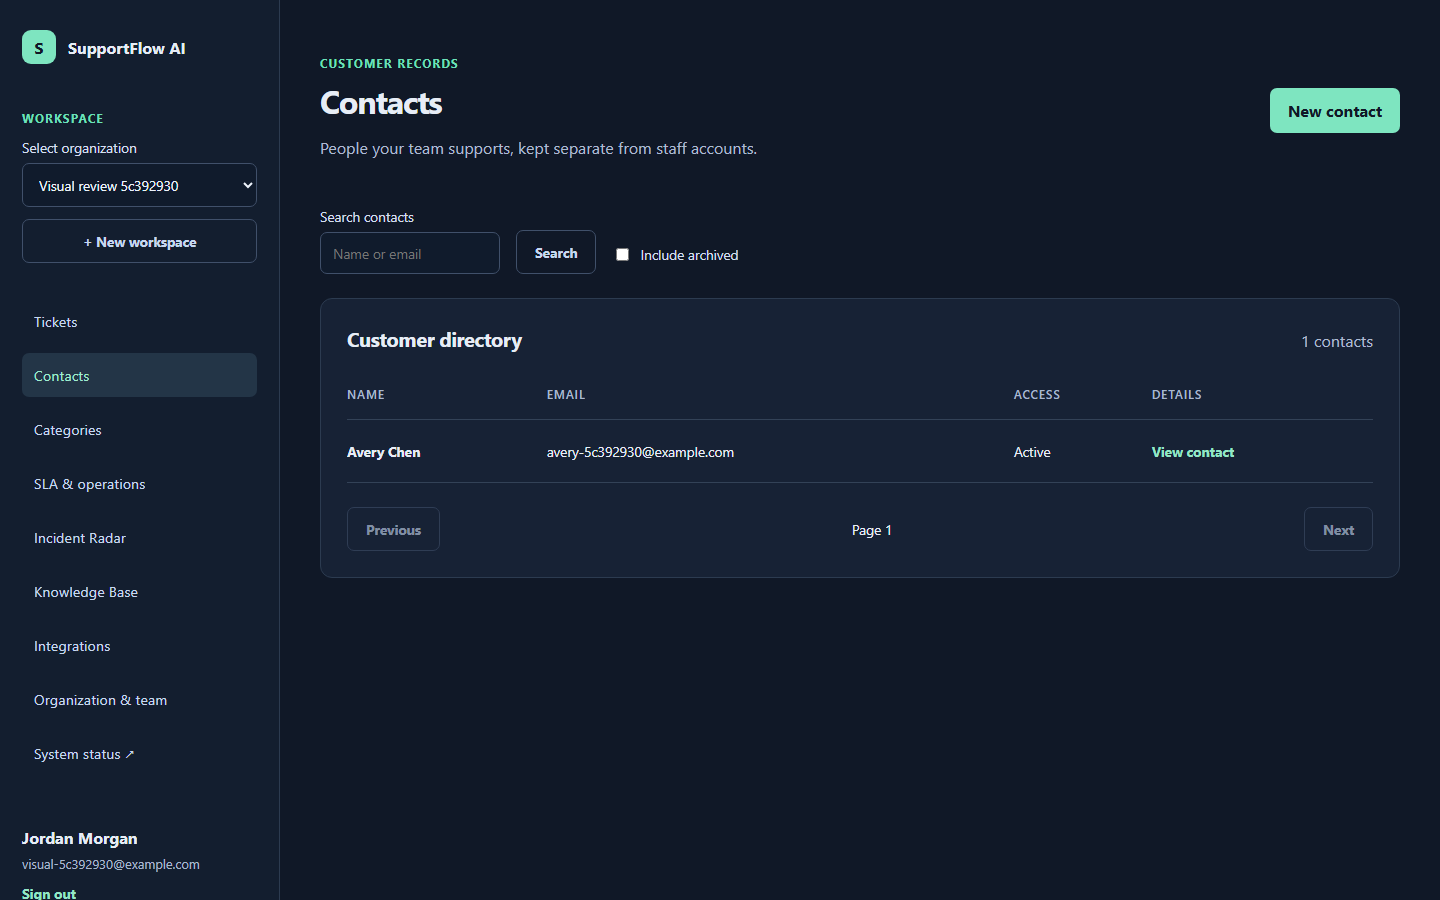 S
SupportFlow AI
WORKSPACE
Select organization
Visual review 5c392930
+ New workspace
Tickets
Contacts
Categories
SLA & operations
Incident Radar
Knowledge Base
Integrations
Organization & team
System status ↗
Jordan Morgan
visual-5c392930@example.com
Sign out
CUSTOMER RECORDS
Contacts
People your team supports, kept separate from staff accounts.
New contact
Search contacts
Name or email
Search
Include archived
Customer directory
1 contacts
NAME EMAIL ACCESS DETAILS
Avery Chen avery-5c392930@example.com Active View contact
Previous Page 1 Next